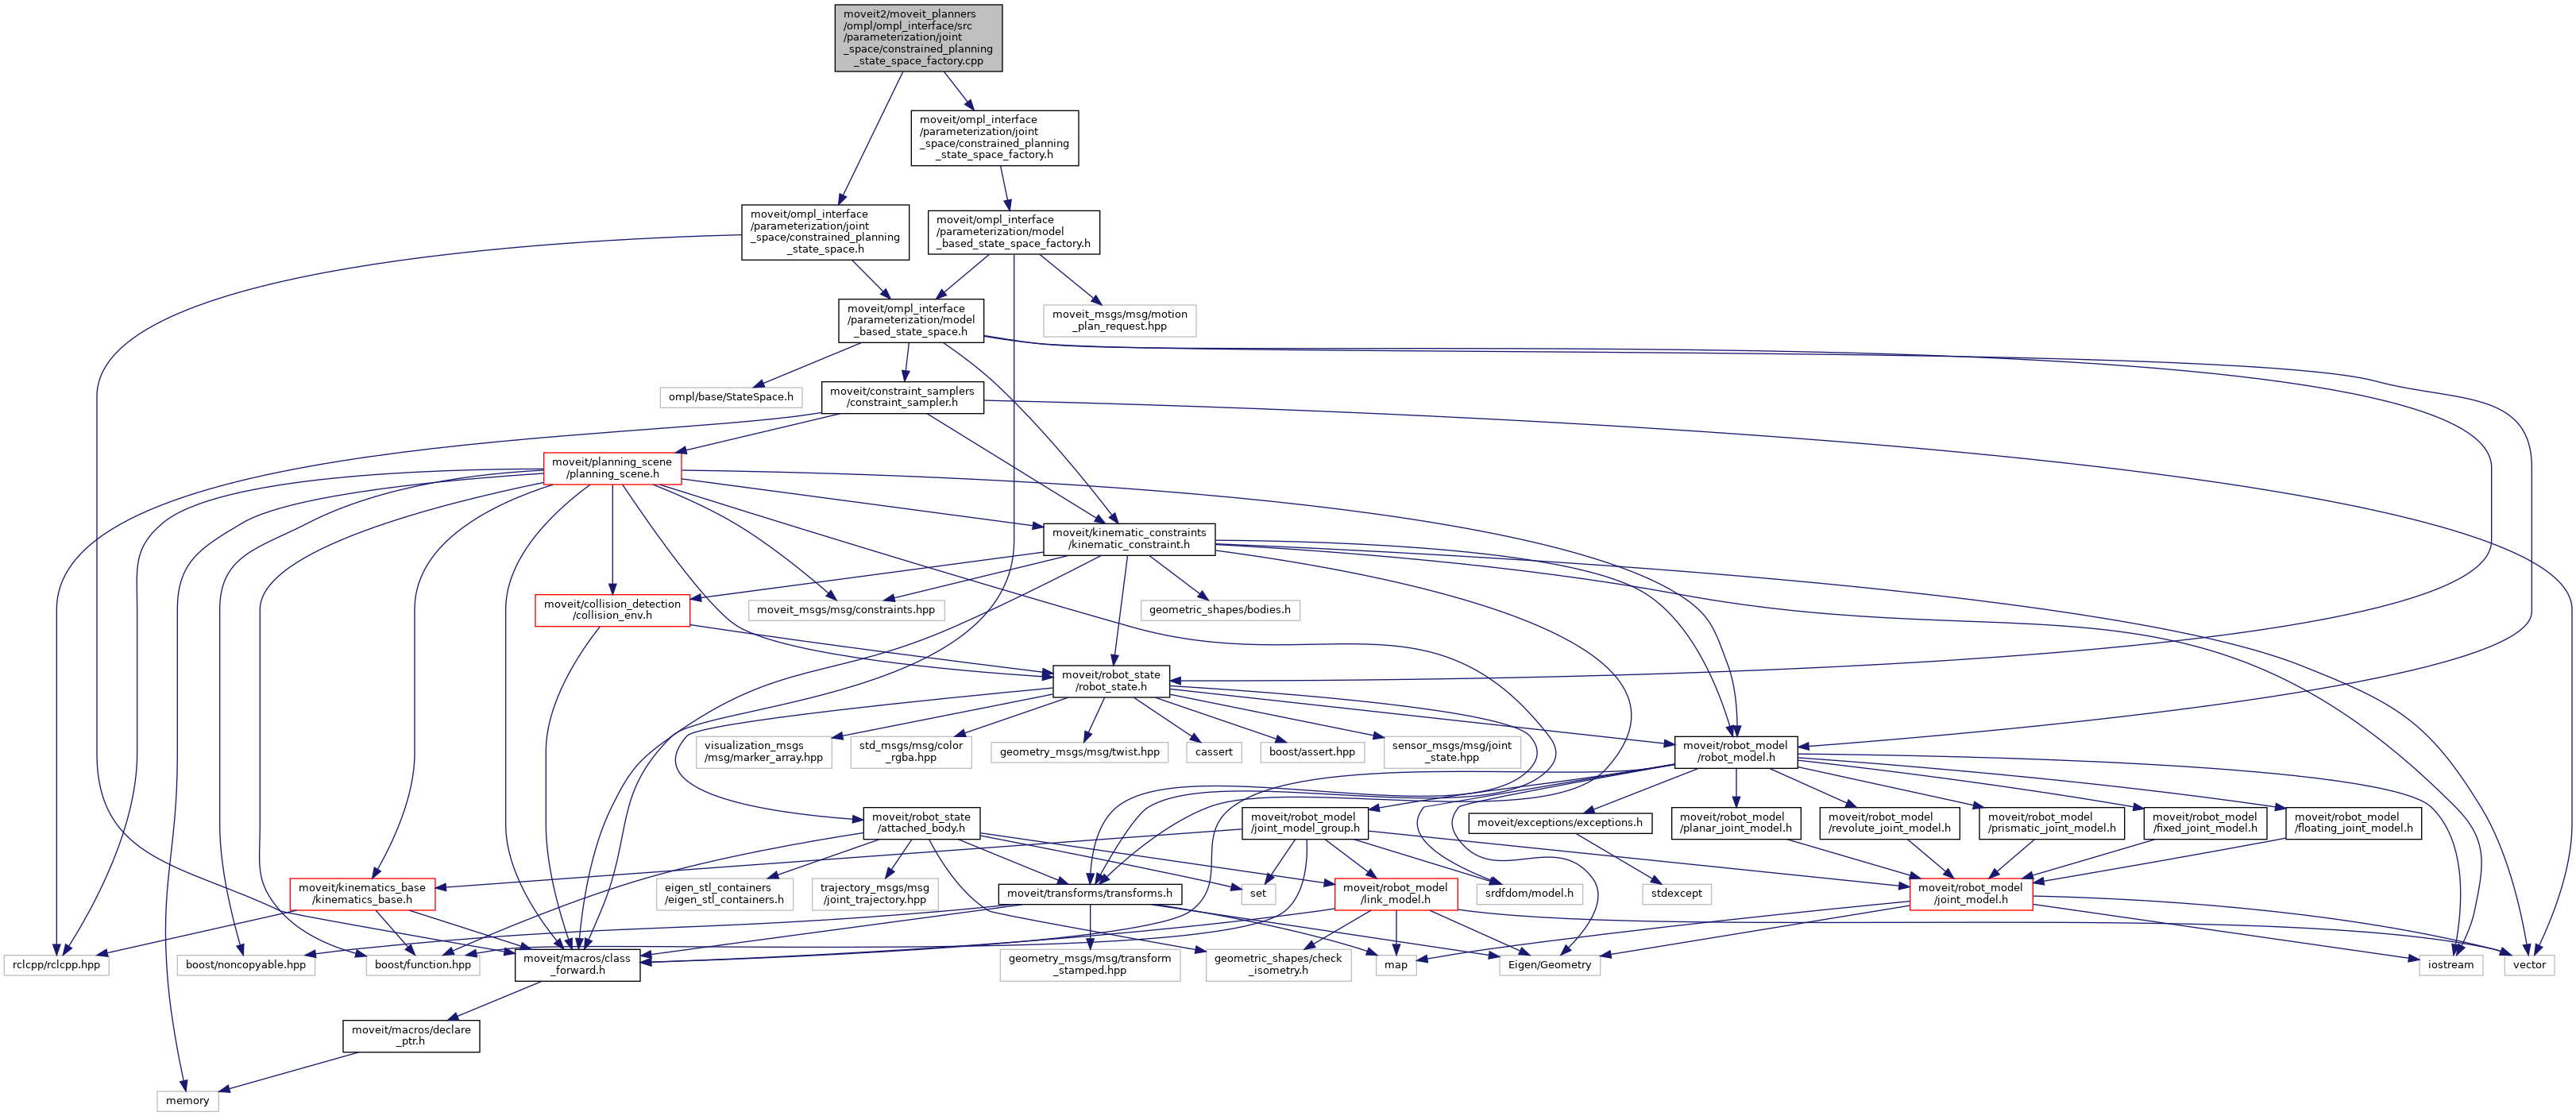 moveit2/moveit_planners
/ompl/ompl_interface/src
/parameterization/joint
_space/constrained_planning
_state_space_factory.cpp
moveit/ompl_interface
/parameterization/joint
_space/constrained_planning
_state_space_factory.h
moveit/ompl_interface
/parameterization/joint
_space/constrained_planning
_state_space.h
moveit/ompl_interface
/parameterization/model
_based_state_space_factory.h
moveit/ompl_interface
/parameterization/model
_based_state_space.h
moveit_msgs/msg/motion
_plan_request.hpp
ompl/base/StateSpace.h
moveit/constraint_samplers
/constraint_sampler.h
moveit/planning_scene
/planning_scene.h
moveit/kinematic_constraints
/kinematic_constraint.h
moveit/collision_detection
/collision_env.h
moveit_msgs/msg/constraints.hpp
geometric_shapes/bodies.h
moveit/robot_state
/robot_state.h
visualization_msgs
/msg/marker_array.hpp
std_msgs/msg/color
_rgba.hpp
geometry_msgs/msg/twist.hpp
cassert
boost/assert.hpp
sensor_msgs/msg/joint
_state.hpp
moveit/robot_model
/robot_model.h
moveit/robot_state
/attached_body.h
moveit/robot_model
/joint_model_group.h
moveit/exceptions/exceptions.h
moveit/robot_model
/planar_joint_model.h
moveit/robot_model
/revolute_joint_model.h
moveit/robot_model
/prismatic_joint_model.h
moveit/robot_model
/fixed_joint_model.h
moveit/robot_model
/floating_joint_model.h
moveit/kinematics_base
/kinematics_base.h
eigen_stl_containers
/eigen_stl_containers.h
trajectory_msgs/msg
/joint_trajectory.hpp
moveit/transforms/transforms.h
set
moveit/robot_model
/link_model.h
srdfdom/model.h
stdexcept
moveit/robot_model
/joint_model.h
rclcpp/rclcpp.hpp
boost/noncopyable.hpp
boost/function.hpp
moveit/macros/class
_forward.h
geometry_msgs/msg/transform
_stamped.hpp
geometric_shapes/check
_isometry.h
map
Eigen/Geometry
iostream
vector
moveit/macros/declare
_ptr.h
memory